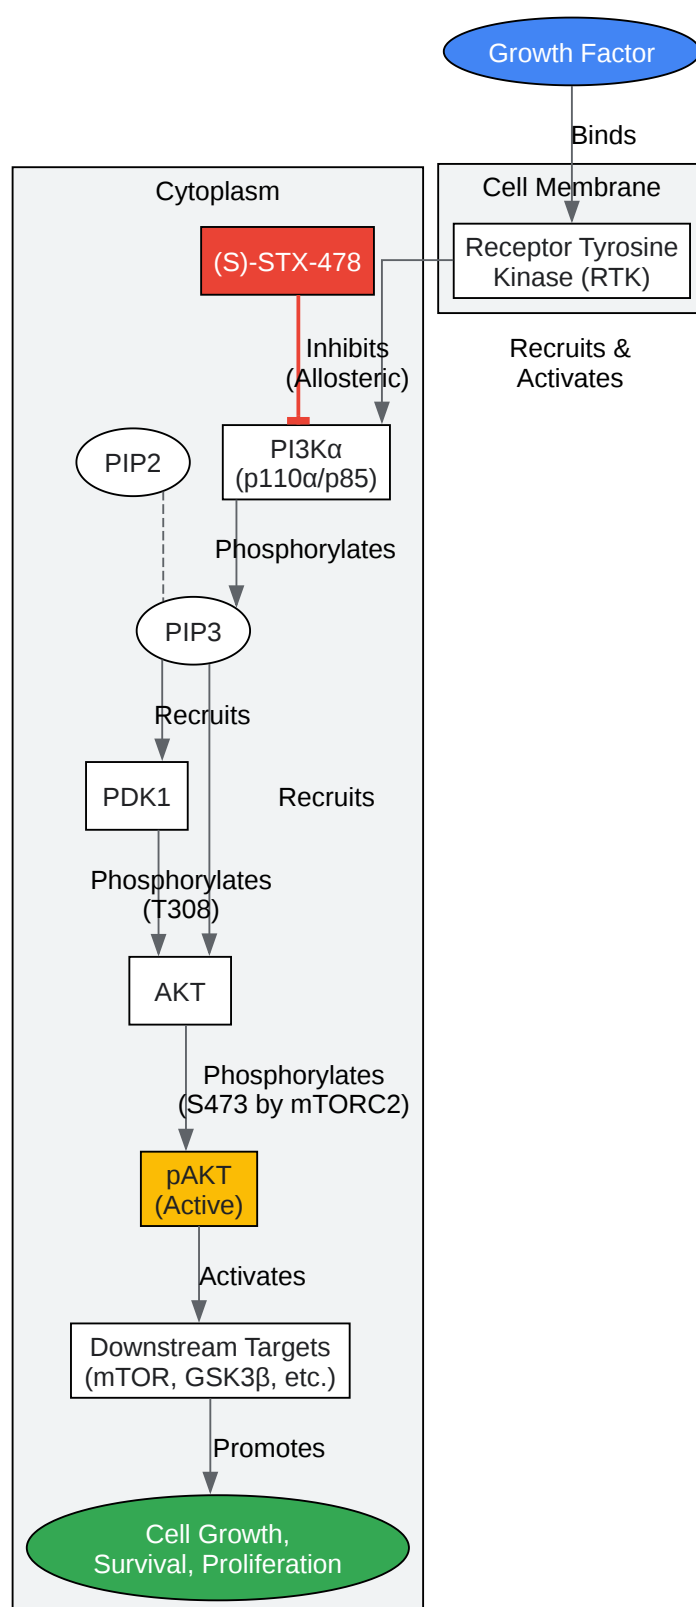 Growth Factor
Binds
Cytoplasm
Cell Membrane
(S)-STX-478
Receptor Tyrosine
Kinase (RTK)
Inhibits
(Allosteric)
Recruits &
Activates
PIP2
PI3Kα
(p110α/p85)
Phosphorylates
PIP3
Recruits
PDK1
Recruits
Phosphorylates
(T308)
AKT
Phosphorylates
(S473 by mTORC2)
pAKT
(Active)
Activates
Downstream Targets
(mTOR, GSK3β, etc.)
Promotes
Cell Growth,
Survival, Proliferation